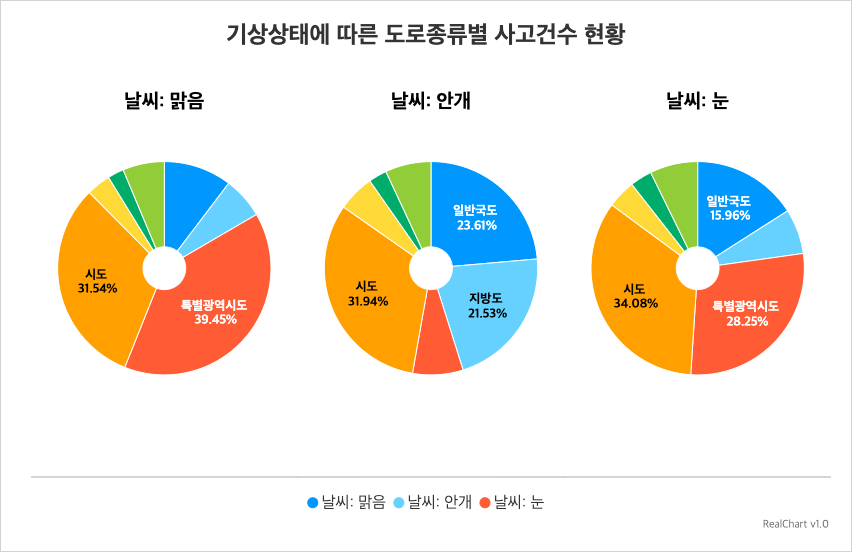 기상상태에 따른 도로종류별 사고건수 현황
날씨: 맑음
시도
31.54%
특별광역시도
39.45%
날씨: 안개
일반국도
23.61%
지방도
21.53%
시도
31.94%
날씨: 눈
일반국도
15.96%
시도
34.08%
특별광역시도
28.25%
날씨: 맑음 날씨: 안개 날씨: 눈
RealChart v1.0